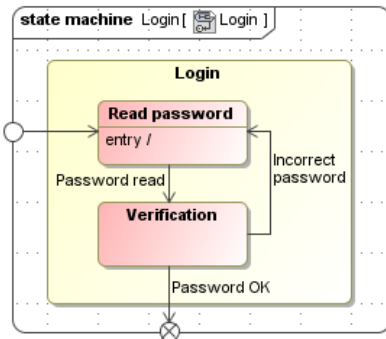 state machine Login [ Login ]
Login
Read password
entry /
Incorrect
password
Password read
Verification
Password OK